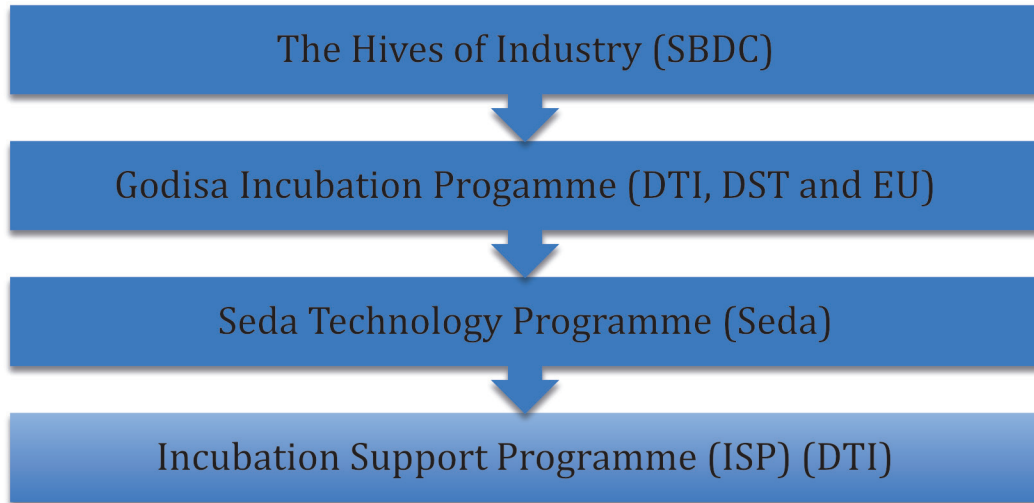 The Hives of Industry (SBDC)
Godisa Incubation Progamme (DTI, DST and EU)
Seda Technology Programme (Seda)
Incubation Support Programme (ISP) (DTI)